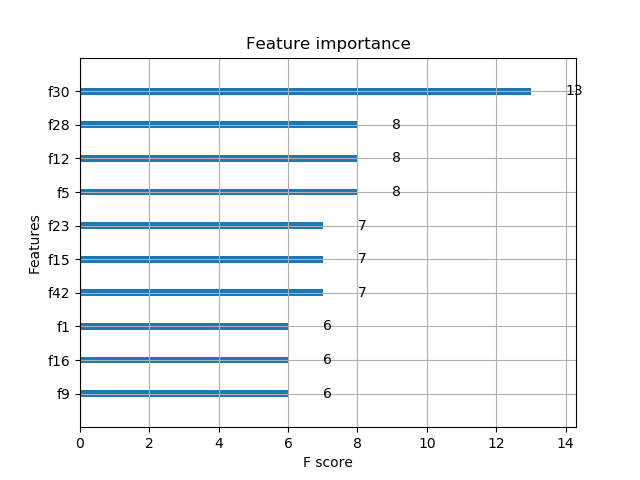 Feature importance
f30 13
f28 8
f12 8
f5 8
f23 7
f15 7
f42 7
f1 6
f16 6
f9 6
Features
0 2 4 6 8 10 12 14
F score